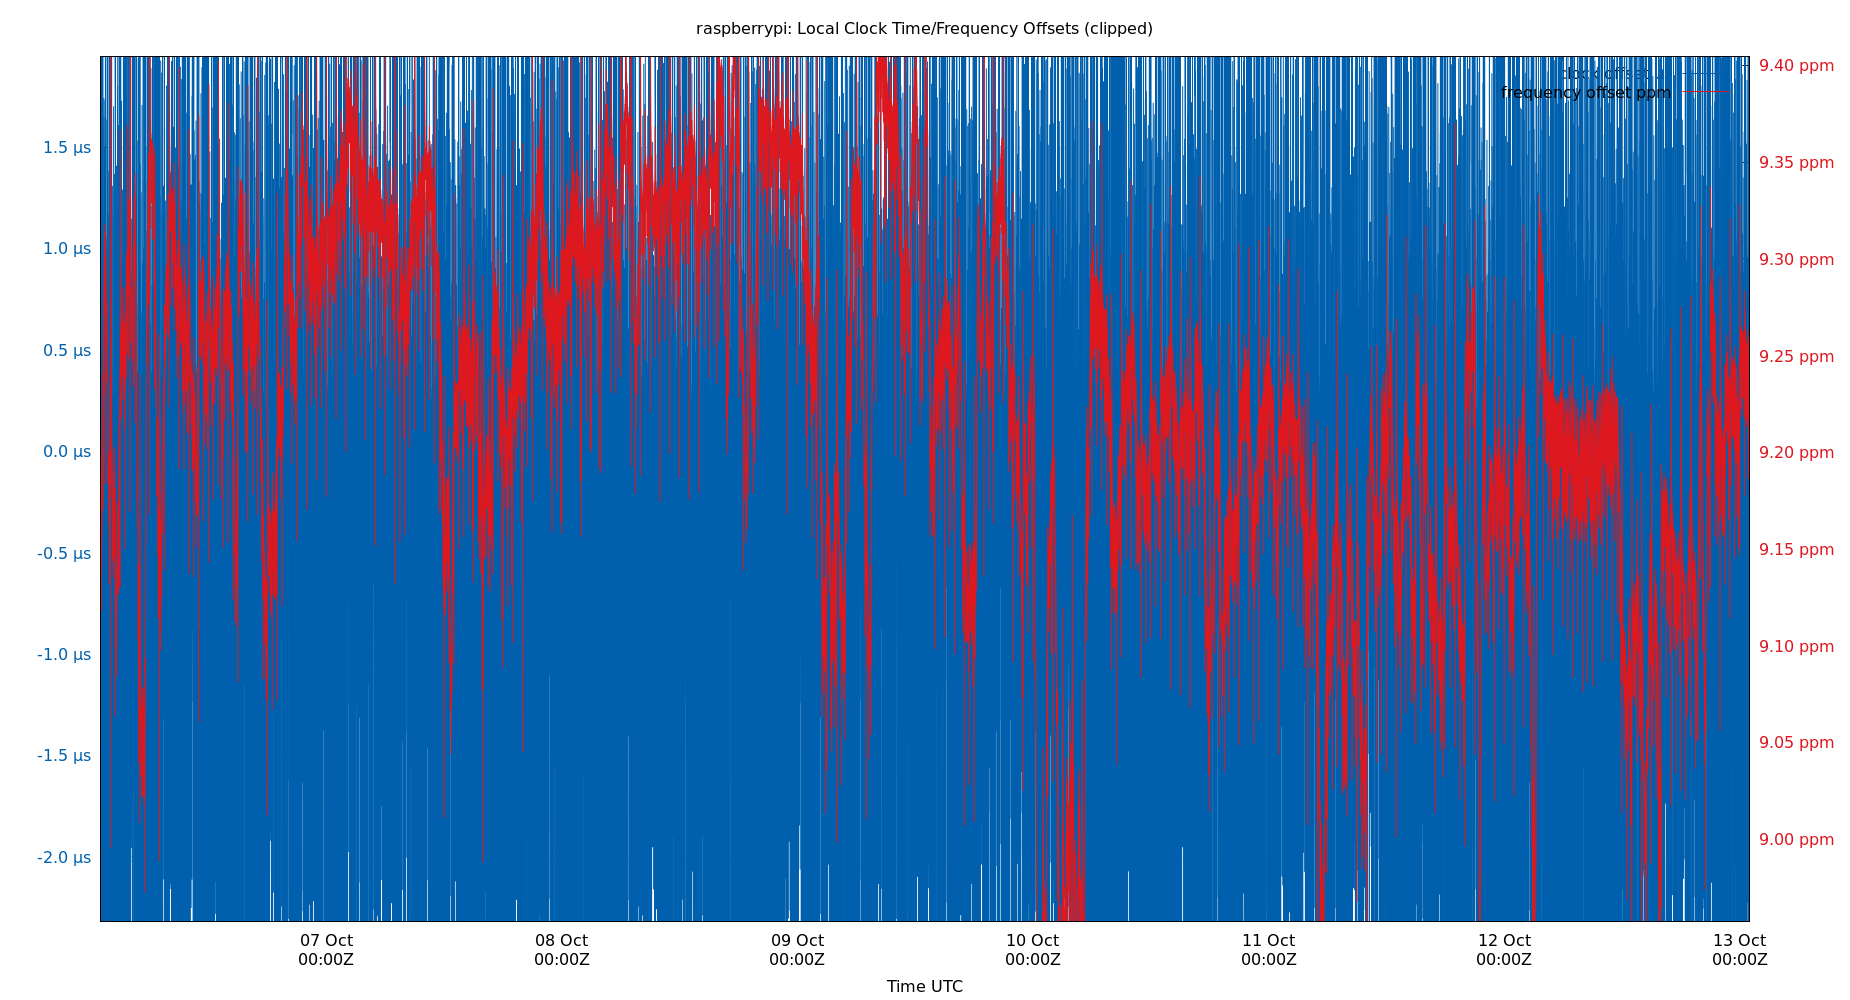 raspberrypi: Local Clock Time/Frequency Offsets (clipped)
clock offset
frequency offset ppm
1.5 µs
1.0 µs
0.5 µs
0.0 µs
-0.5 µs
-1.0 µs
-1.5 µs
-2.0 µs
9.40 ppm
9.35 ppm
9.30 ppm
9.25 ppm
9.20 ppm
9.15 ppm
9.10 ppm
9.05 ppm
9.00 ppm
07 Oct 08 Oct 09 Oct 10 Oct 11 Oct 12 Oct 13 Oct
00:00Z 00:00Z 00:00Z 00:00Z 00:00Z 00:00Z 00:00Z
Time UTC